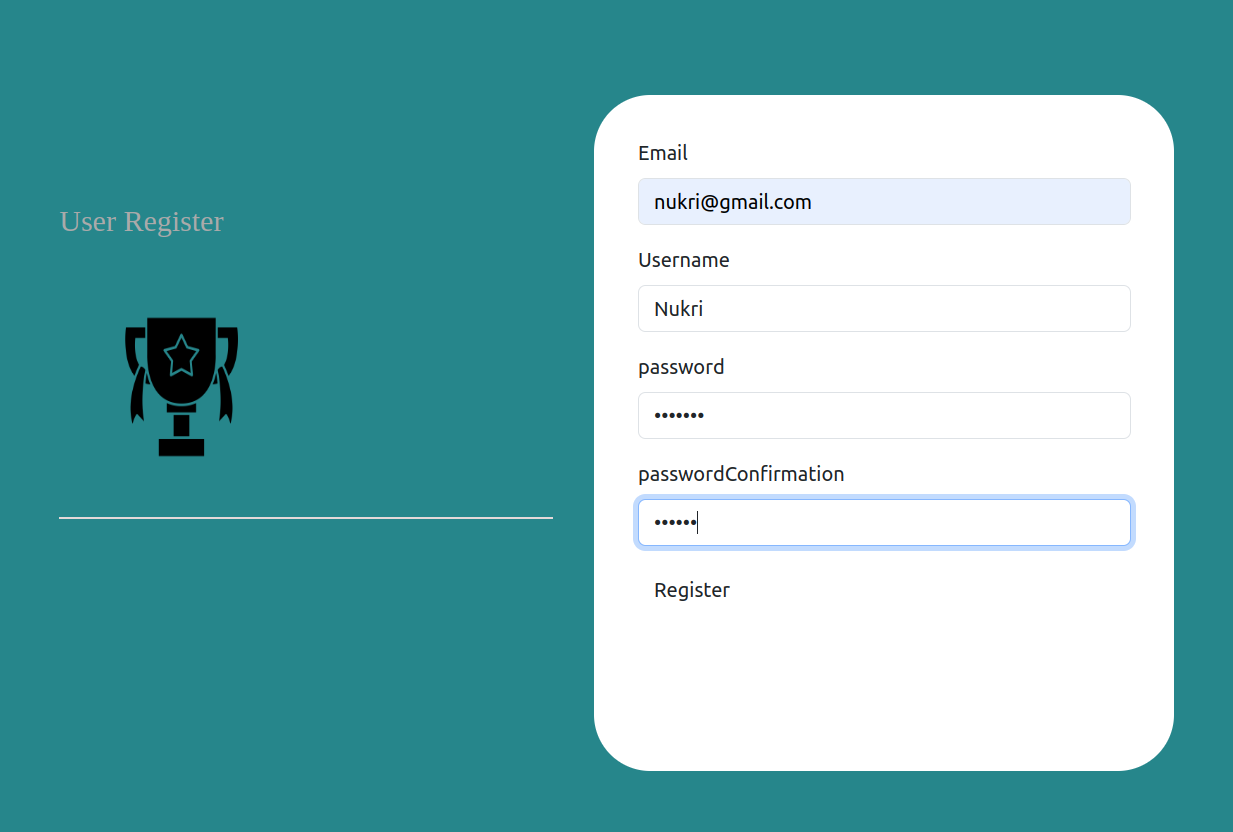 User Register
Email
nukri@gmail.com
Username
Nukri
password
•••••••
passwordConfirmation
••••••
Register